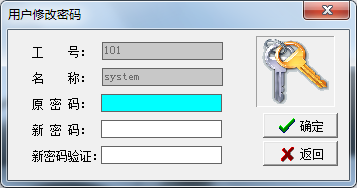 用户修改密码
工 号: 101
名 称: system
原 密 码:
新 密 码:
新密码验证:
确定
返回